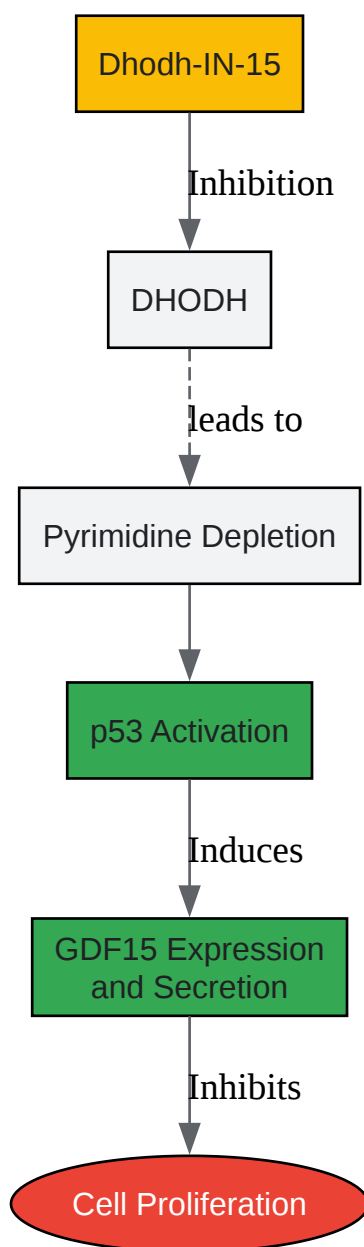 Dhodh-IN-15
Inhibition
DHODH
leads to
Pyrimidine Depletion
p53 Activation
Induces
GDF15 Expression
and Secretion
Inhibits
Cell Proliferation